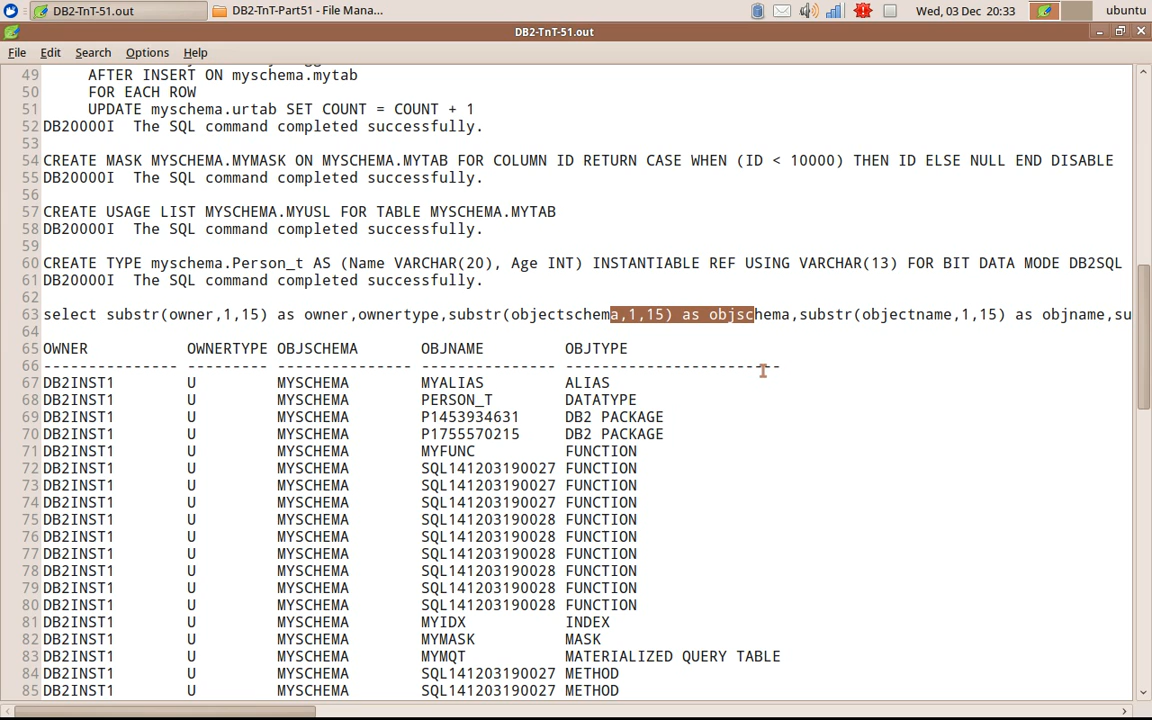 DB2-TnT-51.out
DB2-TnT-Part51 - File Mana...
Wed, 03 Dec 20:33
ubuntu
DB2-TnT-51.out
File Edit Search Options Help
49 AFTER INSERT ON myschema.mytab
50 FOR EACH ROW
51 UPDATE myschema.urtab SET COUNT = COUNT + 1
52 DB20000I The SQL command completed successfully.
53
54 CREATE MASK MYSCHEMA.MYMASK ON MYSCHEMA.MYTAB FOR COLUMN ID RETURN CASE WHEN (ID < 10000) THEN ID ELSE NULL END DISABLE
55 DB20000I The SQL command completed successfully.
56
57 CREATE USAGE LIST MYSCHEMA.MYUSL FOR TABLE MYSCHEMA.MYTAB
58 DB20000I The SQL command completed successfully.
59
60 CREATE TYPE myschema.Person_t AS (Name VARCHAR(20), Age INT) INSTANTIABLE REF USING VARCHAR(13) FOR BIT DATA MODE DB2SQL
61 DB20000I The SQL command completed successfully.
62
63 select substr(owner,1,15) as owner,ownertype,substr(objectschema,1,15) as objschema,substr(objectname,1,15) as objname,su
64
65 OWNER OWNERTYPE OBJSCHEMA OBJNAME OBJTYPE
66 --------------- --------- --------------- --------------- ------------------------
67 DB2INST1 U MYSCHEMA MYALIAS ALIAS
68 DB2INST1 U MYSCHEMA PERSON_T DATATYPE
69 DB2INST1 U MYSCHEMA P1453934631 DB2 PACKAGE
70 DB2INST1 U MYSCHEMA P1755570215 DB2 PACKAGE
71 DB2INST1 U MYSCHEMA MYFUNC FUNCTION
72 DB2INST1 U MYSCHEMA SQL141203190027 FUNCTION
73 DB2INST1 U MYSCHEMA SQL141203190027 FUNCTION
74 DB2INST1 U MYSCHEMA SQL141203190027 FUNCTION
75 DB2INST1 U MYSCHEMA SQL141203190028 FUNCTION
76 DB2INST1 U MYSCHEMA SQL141203190028 FUNCTION
77 DB2INST1 U MYSCHEMA SQL141203190028 FUNCTION
78 DB2INST1 U MYSCHEMA SQL141203190028 FUNCTION
79 DB2INST1 U MYSCHEMA SQL141203190028 FUNCTION
80 DB2INST1 U MYSCHEMA SQL141203190028 FUNCTION
81 DB2INST1 U MYSCHEMA MYIDX INDEX
82 DB2INST1 U MYSCHEMA MYMASK MASK
83 DB2INST1 U MYSCHEMA MYMQT MATERIALIZED QUERY TABLE
84 DB2INST1 U MYSCHEMA SQL141203190027 METHOD
85 DB2INST1 U MYSCHEMA SQL141203190027 METHOD